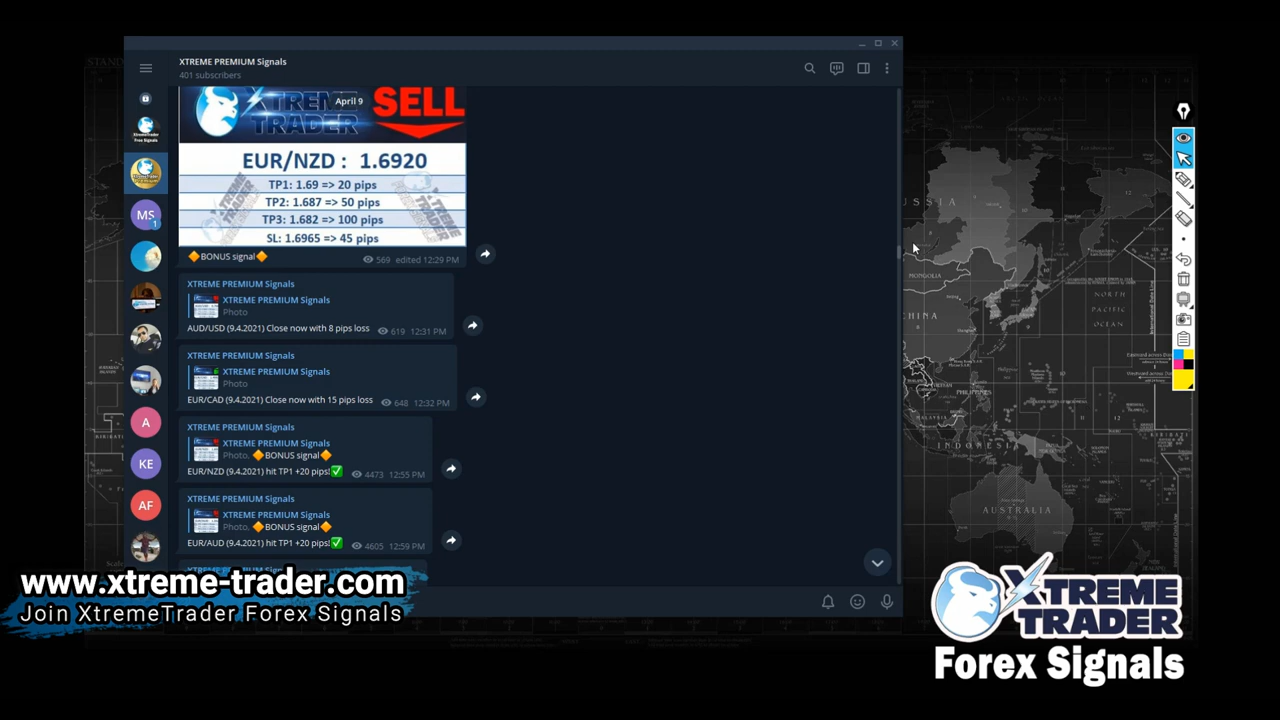 XTREME PREMIUM Signals
401 subscribers
April 9
XTREME
TRADER
SELL
EUR/NZD : 1.6920
TP1: 1.69 => 20 pips
TP2: 1.687 => 50 pips
TP3: 1.682 => 100 pips
SL: 1.6965 => 45 pips
🔶BONUS signal🔶
569 edited 12:29 PM
XTREME PREMIUM Signals
XTREME PREMIUM Signals
Photo
AUD/USD (9.4.2021) Close now with 8 pips loss 619 12:31 PM
XTREME PREMIUM Signals
XTREME PREMIUM Signals
Photo
EUR/CAD (9.4.2021) Close now with 15 pips loss 648 12:32 PM
XTREME PREMIUM Signals
XTREME PREMIUM Signals
Photo, 🔶BONUS signal🔶
EUR/NZD (9.4.2021) hit TP1 +20 pips!✅ 4473 12:55 PM
XTREME PREMIUM Signals
XTREME PREMIUM Signals
Photo, 🔶BONUS signal🔶
EUR/AUD (9.4.2021) hit TP1 +20 pips!✅ 4605 12:59 PM
MS
1
A
KE
AF
MONGOLIA
PHILIPPINES
INDONESIA
AUSTRALIA
NORTH
PACIFIC
OCEAN
www.xtreme-trader.com
Join XtremeTrader Forex Signals
XTREME
TRADER
Forex Signals